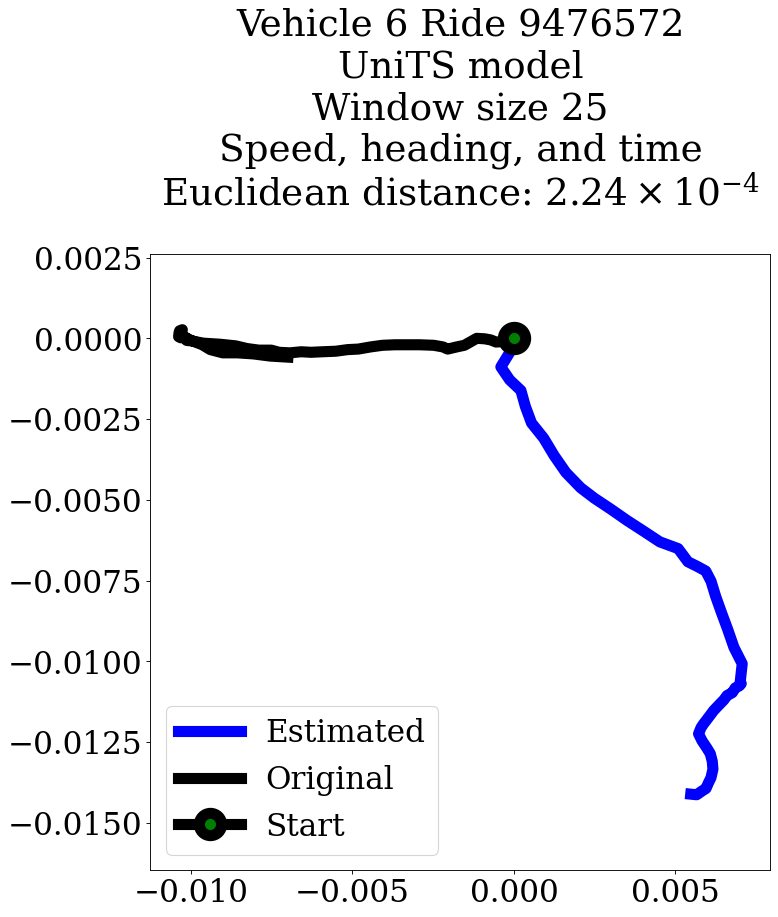 Vehicle 6 Ride 9476572
UniTS model
Window size 25
Speed, heading, and time
Euclidean distance: 2.24 × 10⁻⁴
0.0025
0.0000
−0.0025
−0.0050
−0.0075
−0.0100
−0.0125
−0.0150
Estimated
Original
Start
−0.010 −0.005 0.000 0.005